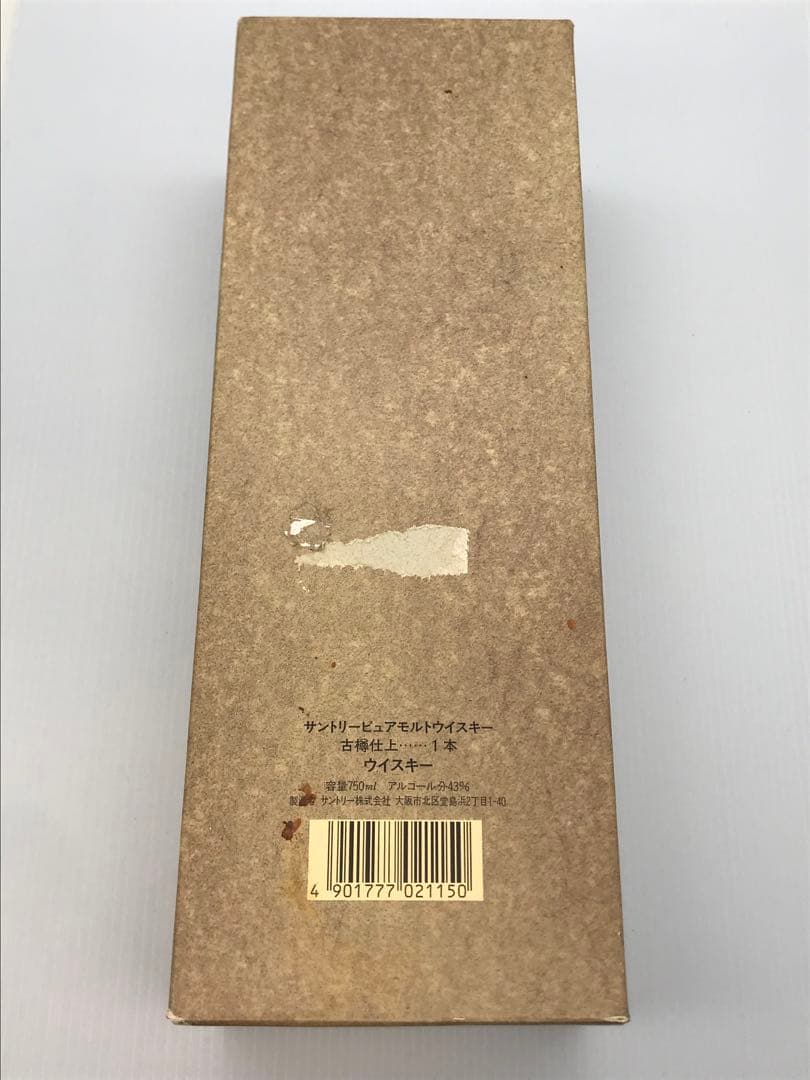 サントリーピュアモルトウイスキー
古樽仕上……1本
ウイスキー
容量750ml アルコール分43%
製造者 サントリー株式会社 大阪市北区堂島浜2丁目1-40
4 901777 021150